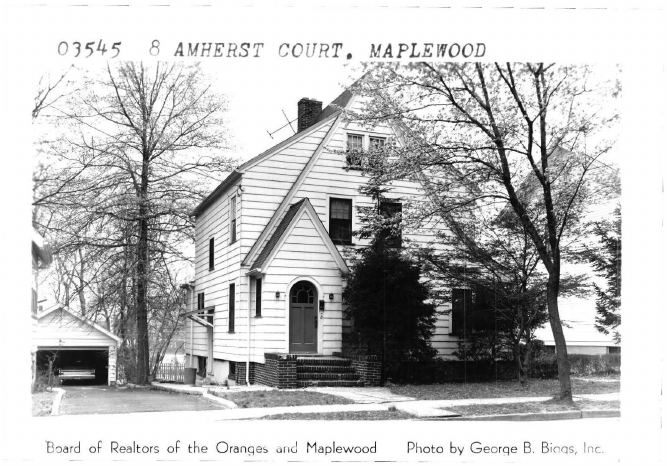 03545 8 AMHERST COURT, MAPLEWOOD
Board of Realtors of the Oranges and Maplewood Photo by George B. Biggs, Inc.